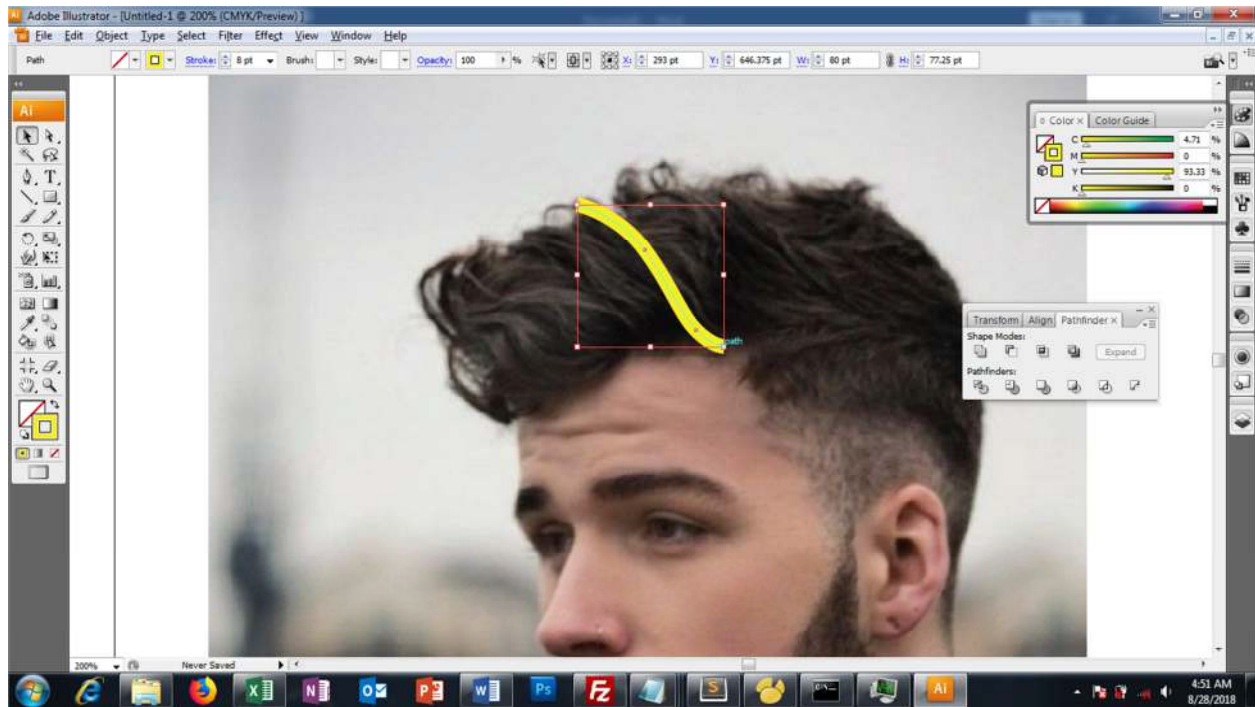 Adobe Illustrator - [Untitled-1 @ 200% (CMYK/Preview)]
File Edit Object Type Select Filter Effect View Window Help
Path Stroke: 8 pt Brush: Style: Opacity: 100 % X: 293 pt Y: 646.375 pt W: 60 pt H: 77.25 pt
Ai
Color × Color Guide
C 4.71 %
M 0 %
Y 93.33 %
K 0 %
T
path
Transform Align Pathfinder ×
Shape Modes:
Expand
Pathfinders:
200% Never Saved
X N O P W Ps Fz S Ai
4:51 AM
8/28/2018